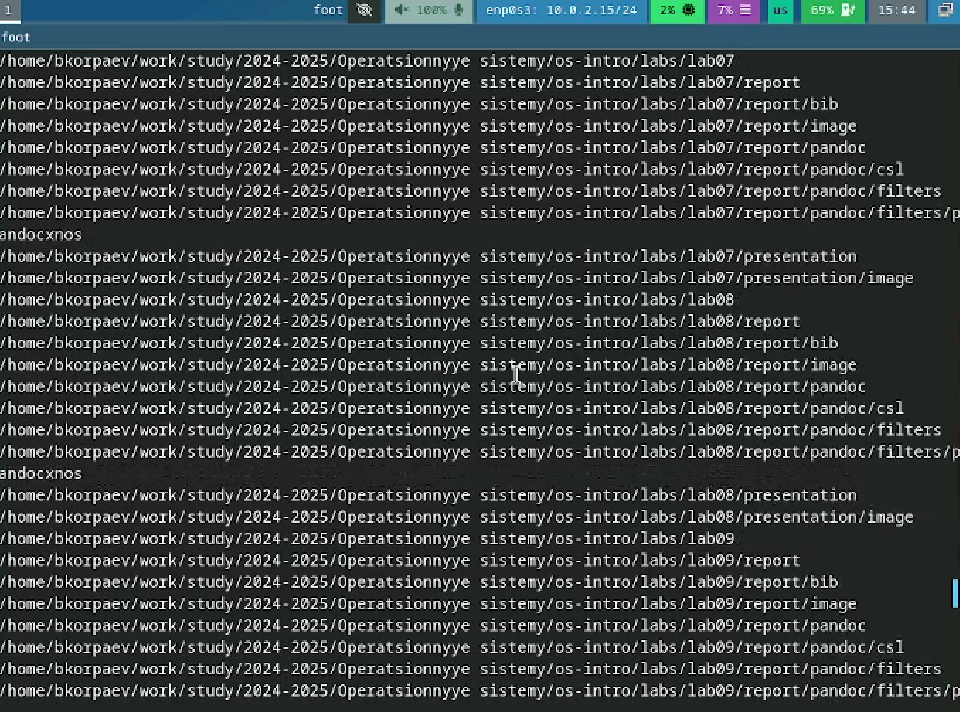 1 foot 100% enp0s3: 10.0.2.15/24 2% 7% us 69% 15:44
foot
/home/bkorpaev/work/study/2024-2025/Operatsionnyye sistemy/os-intro/labs/lab07
/home/bkorpaev/work/study/2024-2025/Operatsionnyye sistemy/os-intro/labs/lab07/report
/home/bkorpaev/work/study/2024-2025/Operatsionnyye sistemy/os-intro/labs/lab07/report/bib
/home/bkorpaev/work/study/2024-2025/Operatsionnyye sistemy/os-intro/labs/lab07/report/image
/home/bkorpaev/work/study/2024-2025/Operatsionnyye sistemy/os-intro/labs/lab07/report/pandoc
/home/bkorpaev/work/study/2024-2025/Operatsionnyye sistemy/os-intro/labs/lab07/report/pandoc/csl
/home/bkorpaev/work/study/2024-2025/Operatsionnyye sistemy/os-intro/labs/lab07/report/pandoc/filters
/home/bkorpaev/work/study/2024-2025/Operatsionnyye sistemy/os-intro/labs/lab07/report/pandoc/filters/p
andocxnos
/home/bkorpaev/work/study/2024-2025/Operatsionnyye sistemy/os-intro/labs/lab07/presentation
/home/bkorpaev/work/study/2024-2025/Operatsionnyye sistemy/os-intro/labs/lab07/presentation/image
/home/bkorpaev/work/study/2024-2025/Operatsionnyye sistemy/os-intro/labs/lab08
/home/bkorpaev/work/study/2024-2025/Operatsionnyye sistemy/os-intro/labs/lab08/report
/home/bkorpaev/work/study/2024-2025/Operatsionnyye sistemy/os-intro/labs/lab08/report/bib
/home/bkorpaev/work/study/2024-2025/Operatsionnyye sistemy/os-intro/labs/lab08/report/image
/home/bkorpaev/work/study/2024-2025/Operatsionnyye sistemy/os-intro/labs/lab08/report/pandoc
/home/bkorpaev/work/study/2024-2025/Operatsionnyye sistemy/os-intro/labs/lab08/report/pandoc/csl
/home/bkorpaev/work/study/2024-2025/Operatsionnyye sistemy/os-intro/labs/lab08/report/pandoc/filters
/home/bkorpaev/work/study/2024-2025/Operatsionnyye sistemy/os-intro/labs/lab08/report/pandoc/filters/p
andocxnos
/home/bkorpaev/work/study/2024-2025/Operatsionnyye sistemy/os-intro/labs/lab08/presentation
/home/bkorpaev/work/study/2024-2025/Operatsionnyye sistemy/os-intro/labs/lab08/presentation/image
/home/bkorpaev/work/study/2024-2025/Operatsionnyye sistemy/os-intro/labs/lab09
/home/bkorpaev/work/study/2024-2025/Operatsionnyye sistemy/os-intro/labs/lab09/report
/home/bkorpaev/work/study/2024-2025/Operatsionnyye sistemy/os-intro/labs/lab09/report/bib
/home/bkorpaev/work/study/2024-2025/Operatsionnyye sistemy/os-intro/labs/lab09/report/image
/home/bkorpaev/work/study/2024-2025/Operatsionnyye sistemy/os-intro/labs/lab09/report/pandoc
/home/bkorpaev/work/study/2024-2025/Operatsionnyye sistemy/os-intro/labs/lab09/report/pandoc/csl
/home/bkorpaev/work/study/2024-2025/Operatsionnyye sistemy/os-intro/labs/lab09/report/pandoc/filters
/home/bkorpaev/work/study/2024-2025/Operatsionnyye sistemy/os-intro/labs/lab09/report/pandoc/filters/p